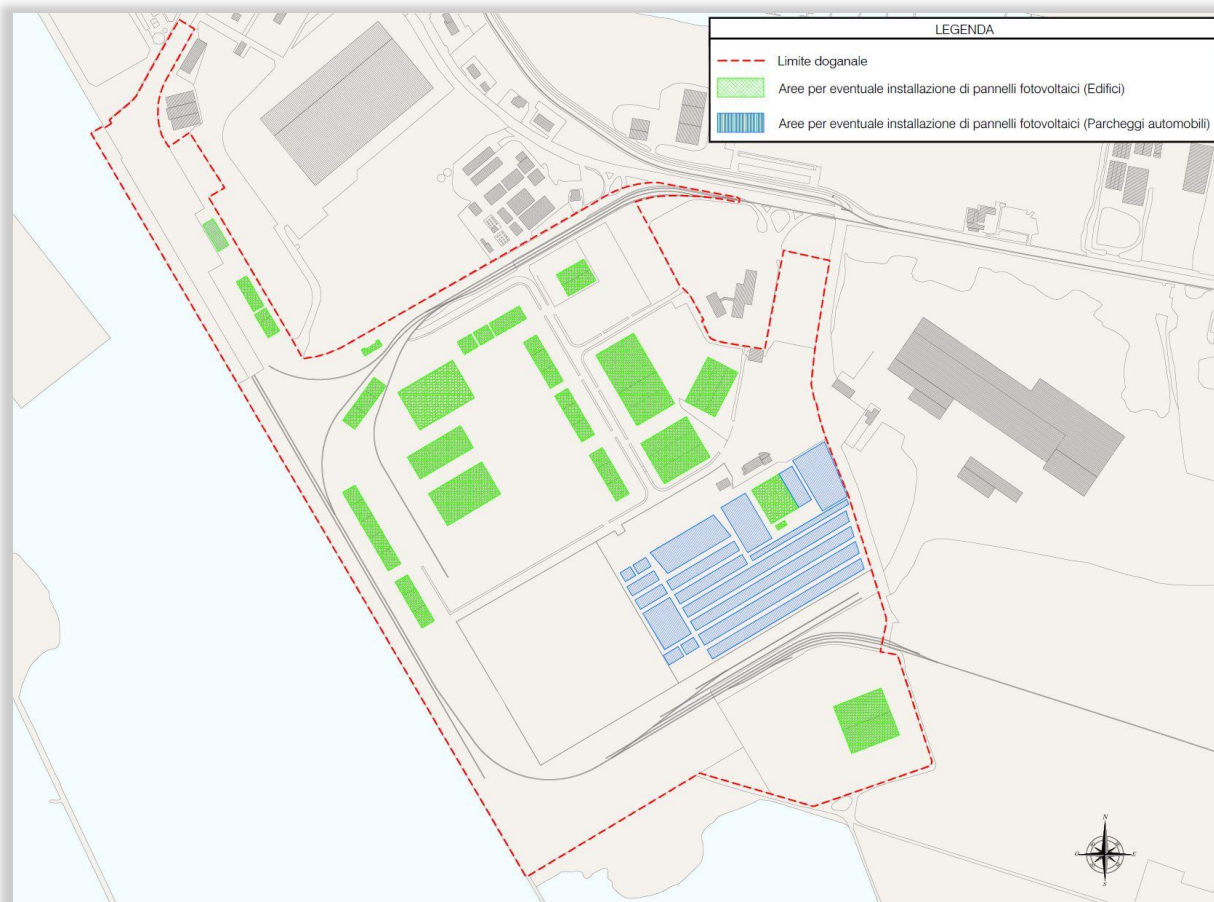 LEGENDA
Limite doganale
Aree per eventuale installazione di pannelli fotovoltaici (Edifici)
Aree per eventuale installazione di pannelli fotovoltaici (Parcheggi automobili)
N
O
E
S